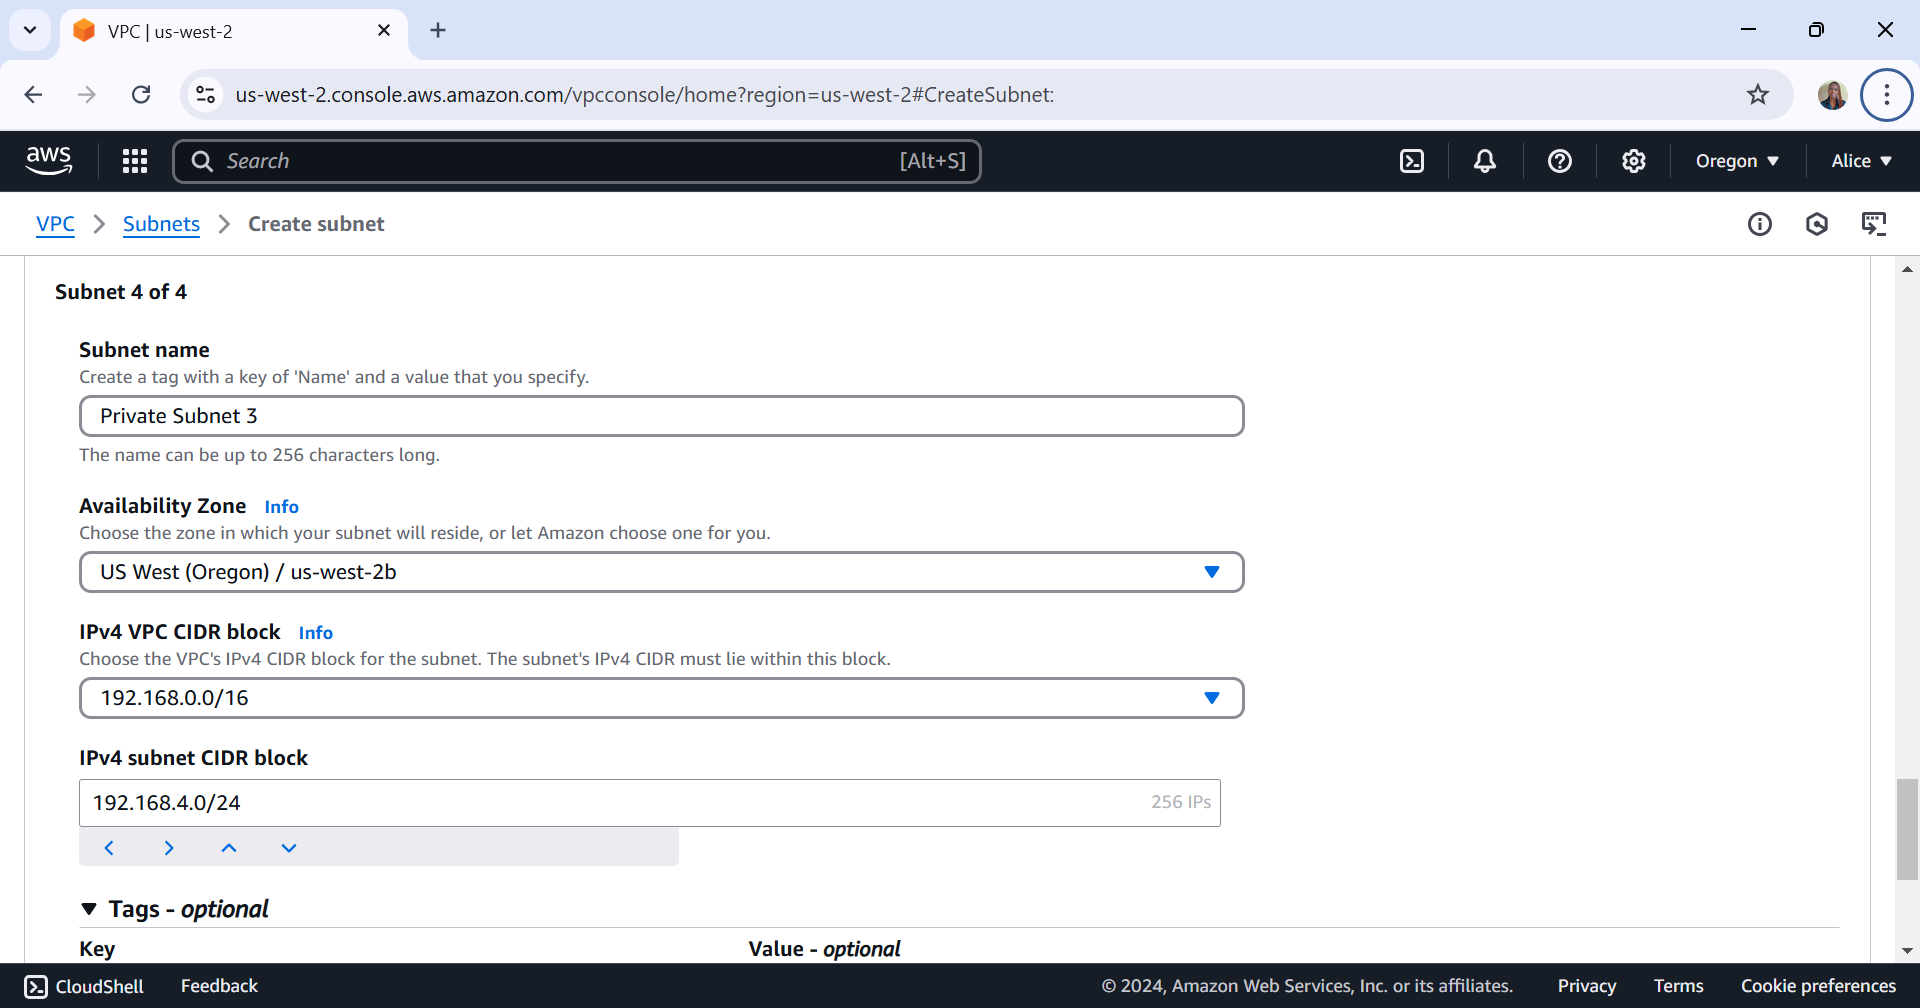 VPC | us-west-2
us-west-2.console.aws.amazon.com/vpcconsole/home?region=us-west-2#CreateSubnet:
aws
Search [Alt+S]
Oregon
Alice
VPC
Subnets
Create subnet
Subnet 4 of 4
Subnet name
Create a tag with a key of 'Name' and a value that you specify.
Private Subnet 3
The name can be up to 256 characters long.
Availability Zone Info
Choose the zone in which your subnet will reside, or let Amazon choose one for you.
US West (Oregon) / us-west-2b
IPv4 VPC CIDR block Info
Choose the VPC's IPv4 CIDR block for the subnet. The subnet's IPv4 CIDR must lie within this block.
192.168.0.0/16
IPv4 subnet CIDR block
192.168.4.0/24 256 IPs
Tags - optional
Key Value - optional
CloudShell Feedback © 2024, Amazon Web Services, Inc. or its affiliates. Privacy Terms Cookie preferences